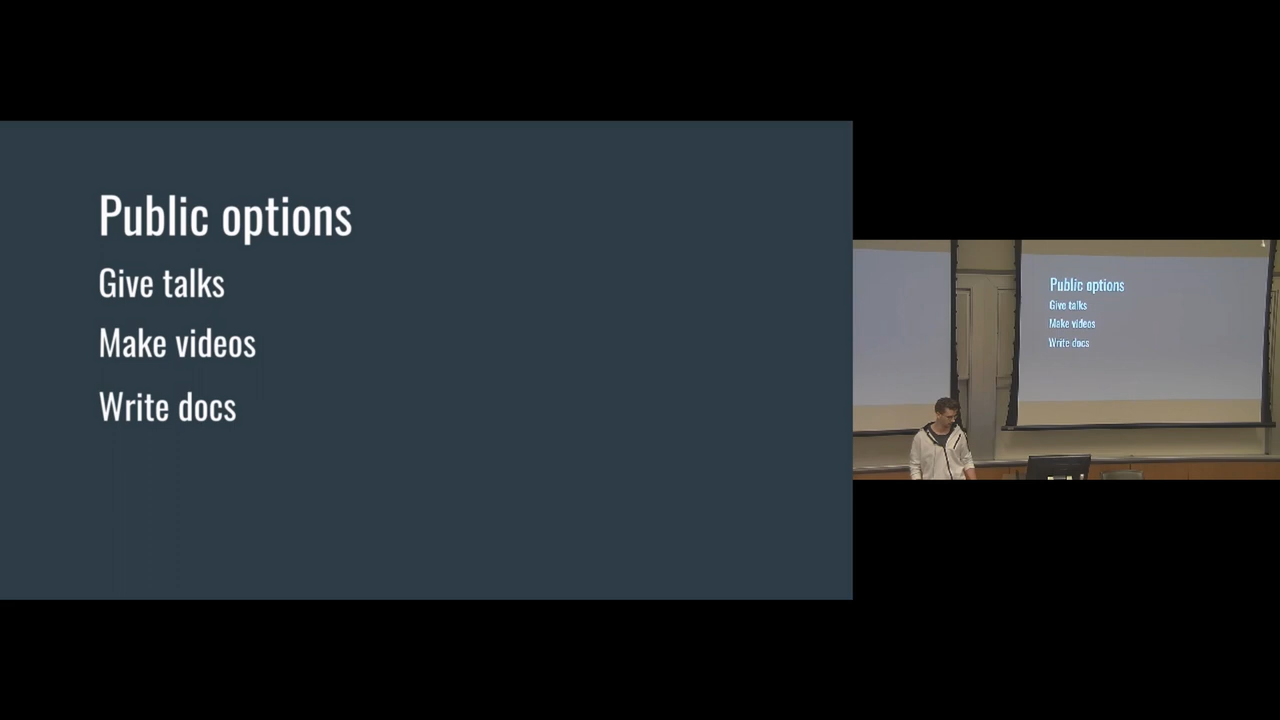 Public options
Give talks
Make videos
Write docs
Public options
Give talks
Make videos
Write docs